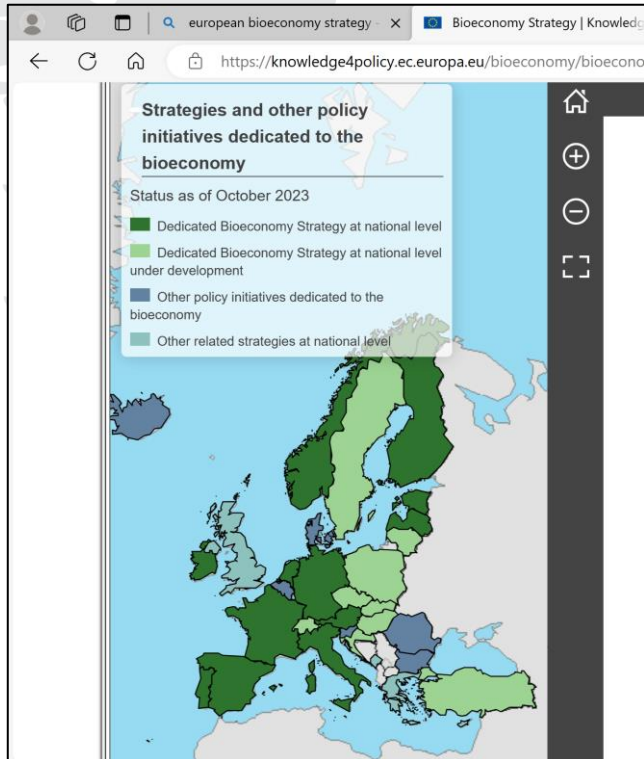 european bioeconomy strategy -
Bioeconomy Strategy | Knowledg
https://knowledge4policy.ec.europa.eu/bioeconomy/bioecono
Strategies and other policy
initiatives dedicated to the
bioeconomy
Status as of October 2023
Dedicated Bioeconomy Strategy at national level
Dedicated Bioeconomy Strategy at national level
under development
Other policy initiatives dedicated to the
bioeconomy
Other related strategies at national level